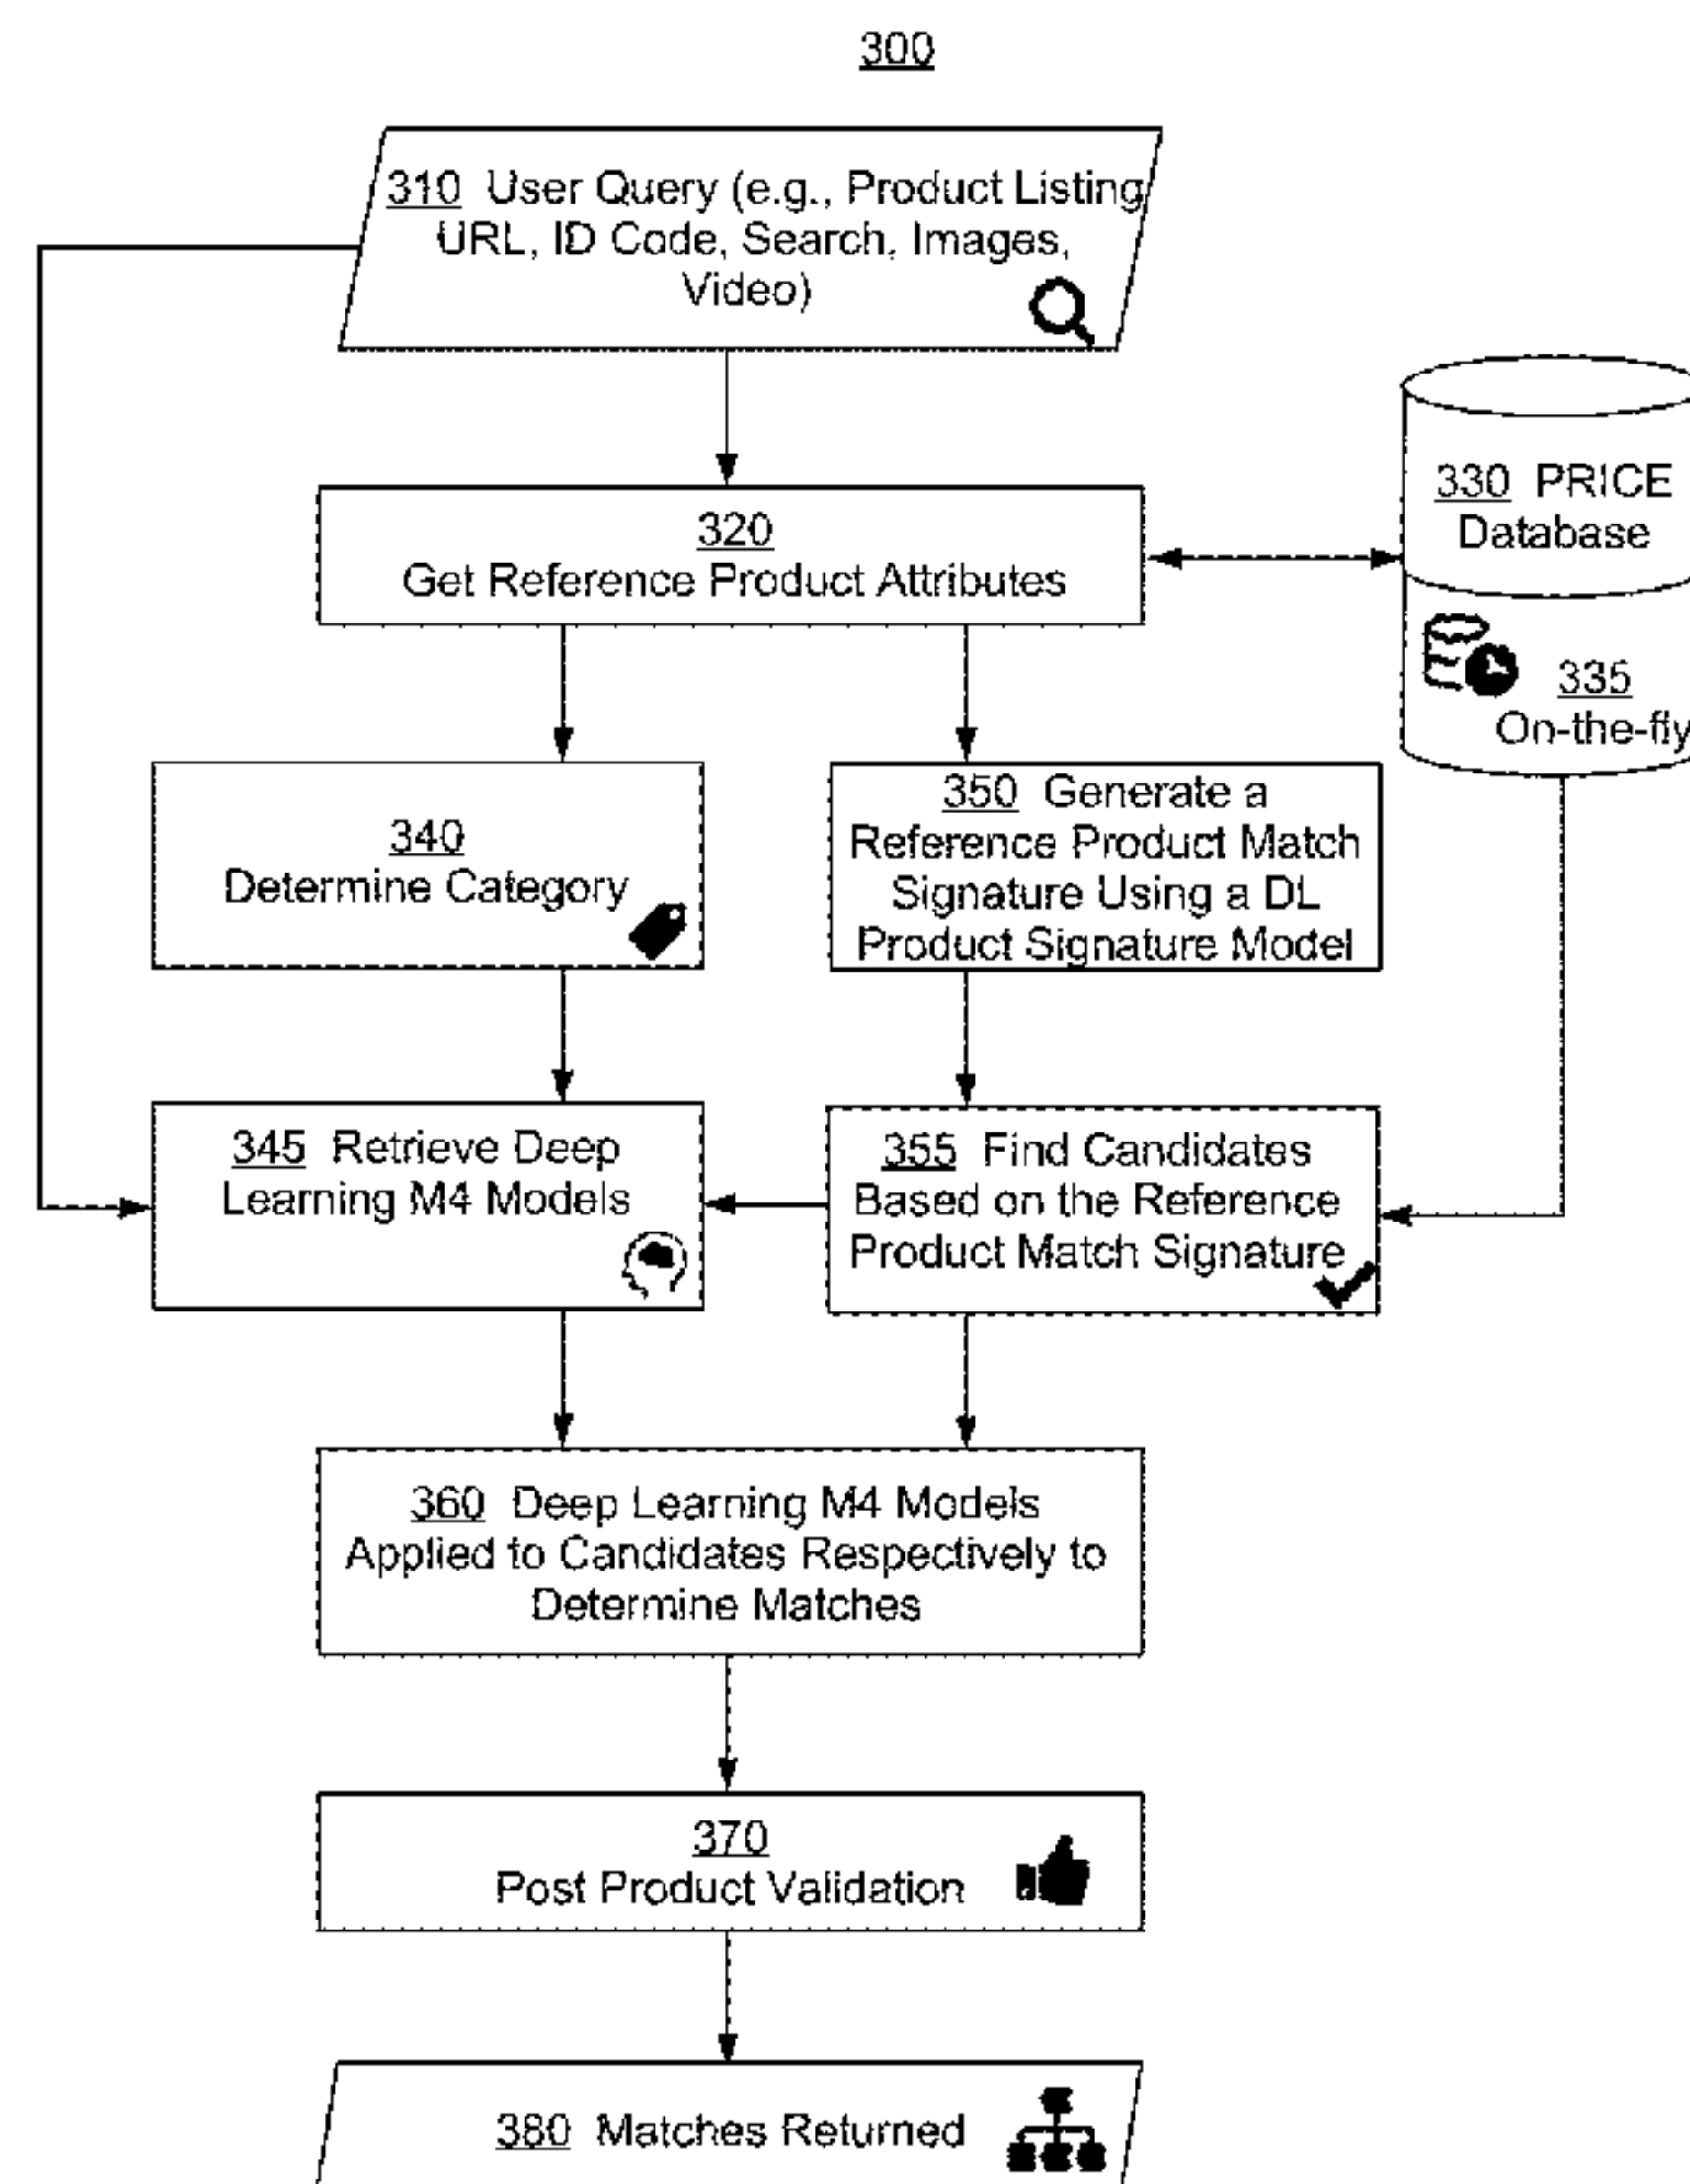 300
310 User Query (e.g., Product Listing
URL, ID Code, Search, Images,
Video)
320
Get Reference Product Attributes
330 PRICE
Database
335
On-the-fly
340
Determine Category
350 Generate a
Reference Product Match
Signature Using a DL
Product Signature Model
345 Retrieve Deep
Learning M4 Models
355 Find Candidates
Based on the Reference
Product Match Signature
360 Deep Learning M4 Models
Applied to Candidates Respectively to
Determine Matches
370
Post Product Validation
380 Matches Returned